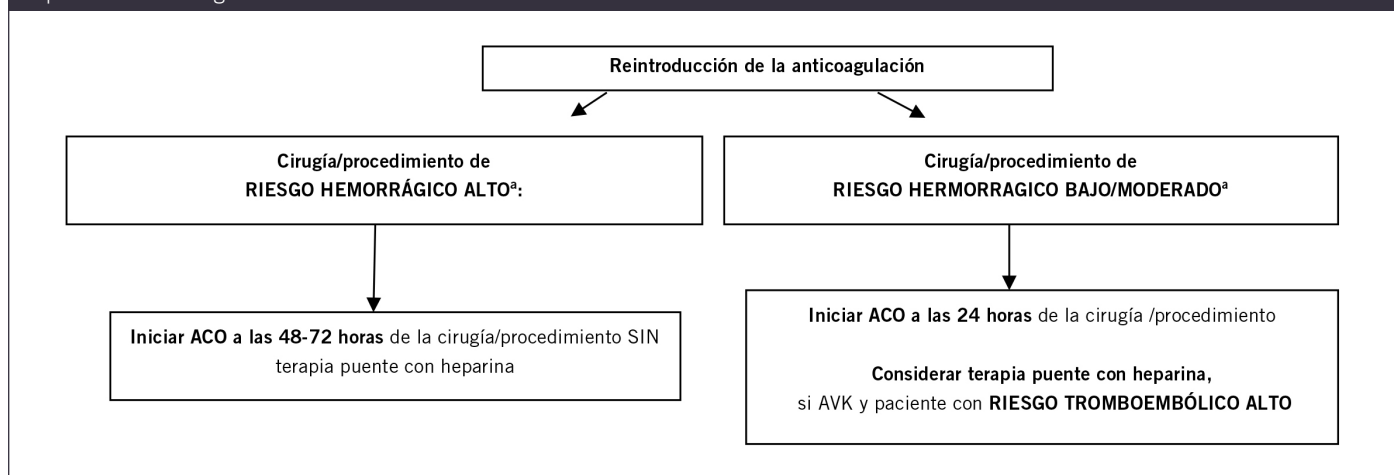 Reintroducción de la anticoagulación
Cirugía/procedimiento de
RIESGO HEMORRÁGICO ALTOª:
Cirugía/procedimiento de
RIESGO HERMORRAGICO BAJO/MODERADOª
Iniciar ACO a las 48-72 horas de la cirugía/procedimiento SIN
terapia puente con heparina
Iniciar ACO a las 24 horas de la cirugía /procedimiento
Considerar terapia puente con heparina,
si AVK y paciente con RIESGO TROMBOEMBÓLICO ALTO